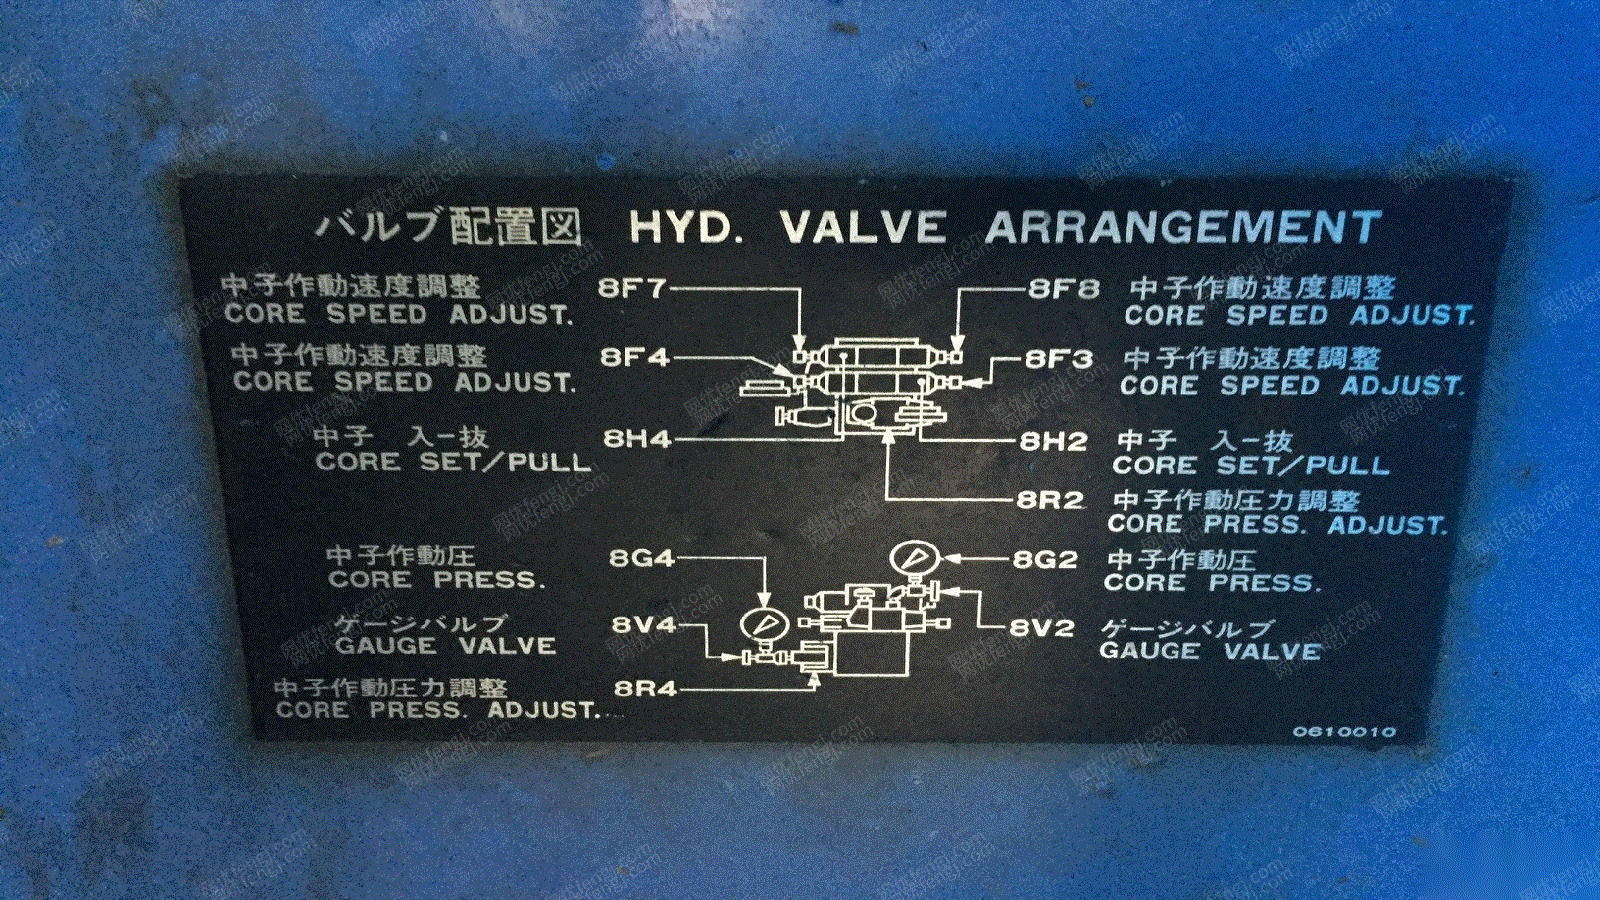 バルブ配置図 HYD. VALVE ARRANGEMENT
中子作動速度調整 8F7 8F8 中子作動速度調整
CORE SPEED ADJUST. CORE SPEED ADJUST.
中子作動速度調整 8F4 8F3 中子作動速度調整
CORE SPEED ADJUST. CORE SPEED ADJUST.
中子 入-抜 8H4 8H2 中子 入-抜
CORE SET/PULL CORE SET/PULL
8R2 中子作動圧力調整
CORE PRESS. ADJUST.
中子作動圧 8G4 8G2 中子作動圧
CORE PRESS. CORE PRESS.
ゲージバルブ 8V4 8V2 ゲージバルブ
GAUGE VALVE GAUGE VALVE
中子作動圧力調整 8R4
CORE PRESS. ADJUST.
0610010